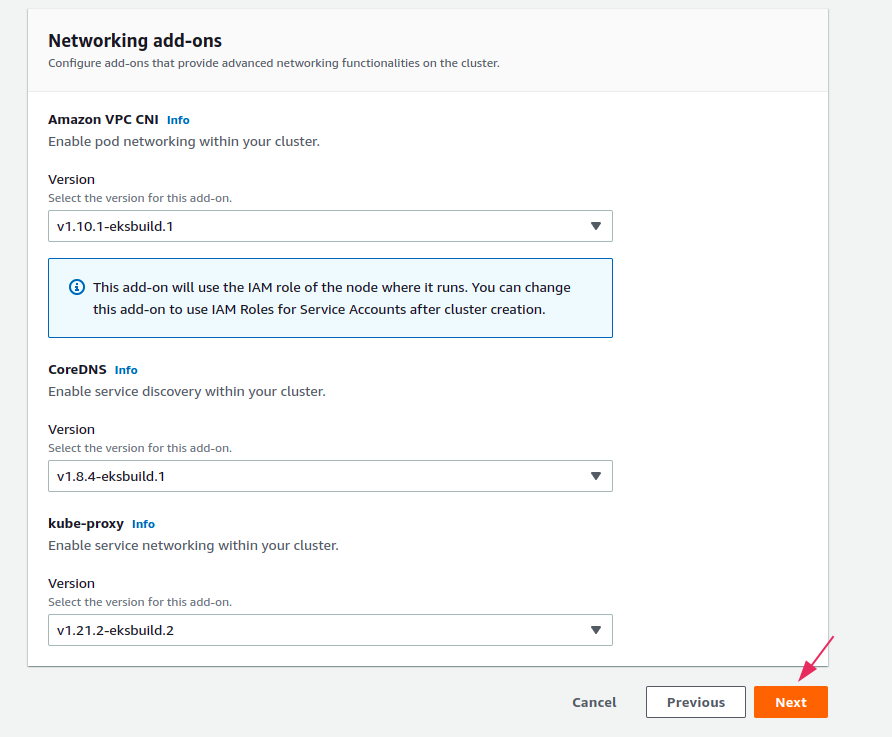 Networking add-ons
Configure add-ons that provide advanced networking functionalities on the cluster.
Amazon VPC CNI Info
Enable pod networking within your cluster.
Version
Select the version for this add-on.
v1.10.1-eksbuild.1
This add-on will use the IAM role of the node where it runs. You can change
this add-on to use IAM Roles for Service Accounts after cluster creation.
CoreDNS Info
Enable service discovery within your cluster.
Version
Select the version for this add-on.
v1.8.4-eksbuild.1
kube-proxy Info
Enable service networking within your cluster.
Version
Select the version for this add-on.
v1.21.2-eksbuild.2
Cancel Previous Next